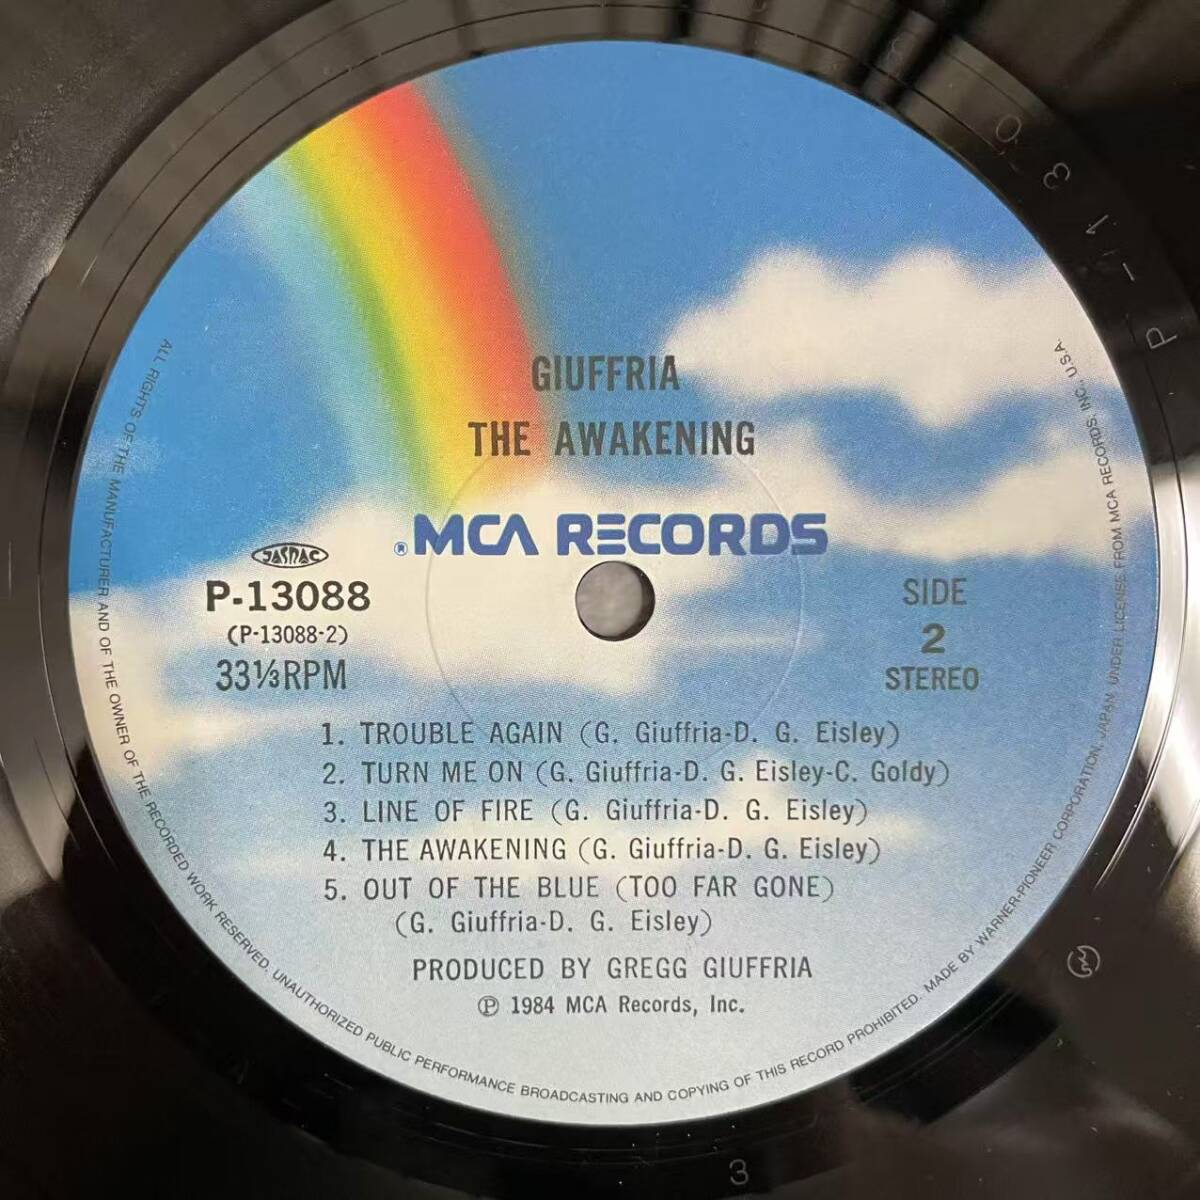 GIUFFRIA
THE AWAKENING
® MCA RECORDS
JASRAC
P-13088
(P-13088-2)
33⅓RPM
SIDE
2
STEREO
1. TROUBLE AGAIN (G. Giuffria-D. G. Eisley)
2. TURN ME ON (G. Giuffria-D. G. Eisley-C. Goldy)
3. LINE OF FIRE (G. Giuffria-D. G. Eisley)
4. THE AWAKENING (G. Giuffria-D. G. Eisley)
5. OUT OF THE BLUE (TOO FAR GONE)
(G. Giuffria-D. G. Eisley)
PRODUCED BY GREGG GIUFFRIA
Ⓟ 1984 MCA Records, Inc.
ALL RIGHTS OF THE MANUFACTURER AND OF THE OWNER OF THE RECORDED WORK RESERVED. UNAUTHORIZED PUBLIC PERFORMANCE BROADCASTING AND COPYING OF THIS RECORD PROHIBITED. MADE BY WARNER-PIONEER CORPORATION, JAPAN, UNDER LICENSE FROM MCA RECORDS, INC., U.S.A.
P-130
3